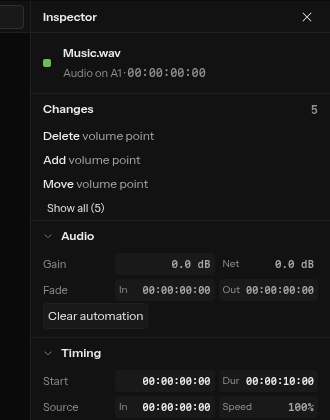 Inspector
Music.wav
Audio on A1·00:00:00:00
Changes 5
Delete volume point
Add volume point
Move volume point
Show all (5)
Audio
Gain 0.0 dB Net 0.0 dB
Fade In 00:00:00:00 Out 00:00:00:00
Clear automation
Timing
Start 00:00:00:00 Dur 00:00:10:00
Source In 00:00:00:00 Speed 100%